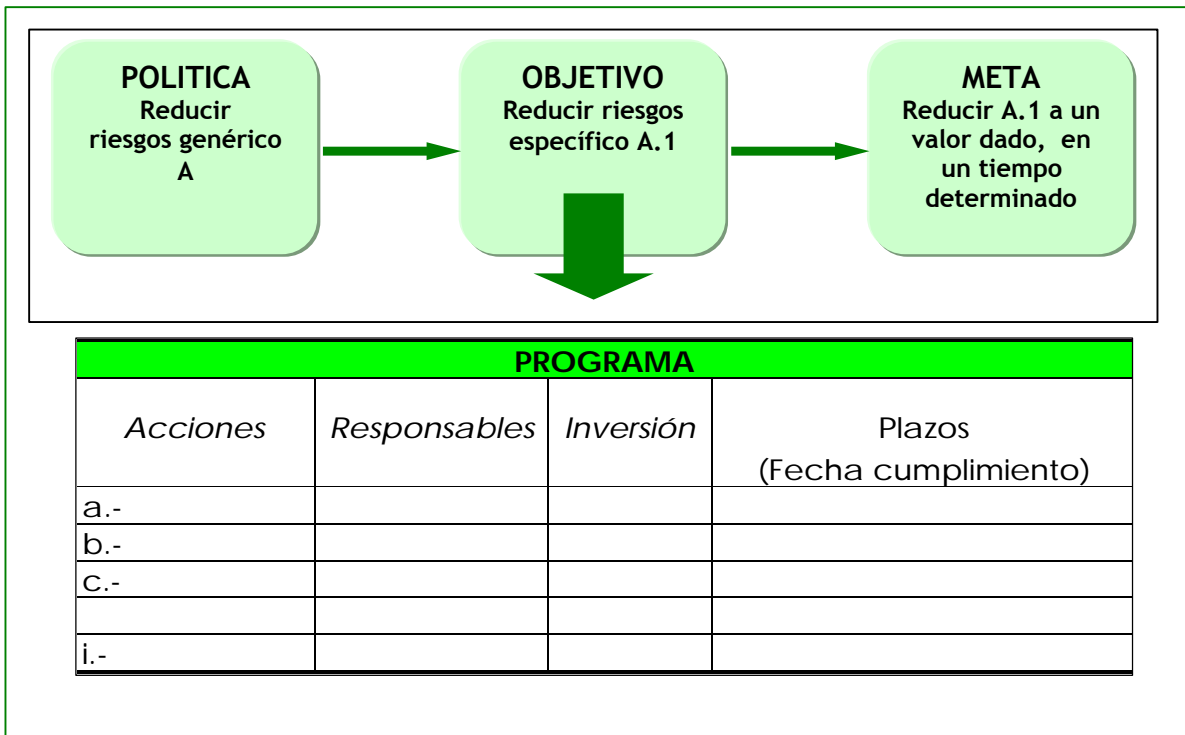 POLITICA
Reducir
riesgos genérico
A
OBJETIVO
Reducir riesgos
específico A.1
META
Reducir A.1 a un
valor dado, en
un tiempo
determinado
PROGRAMA
Acciones
Responsables
Inversión
Plazos
(Fecha cumplimiento)
a.-
b.-
c.-
i.-